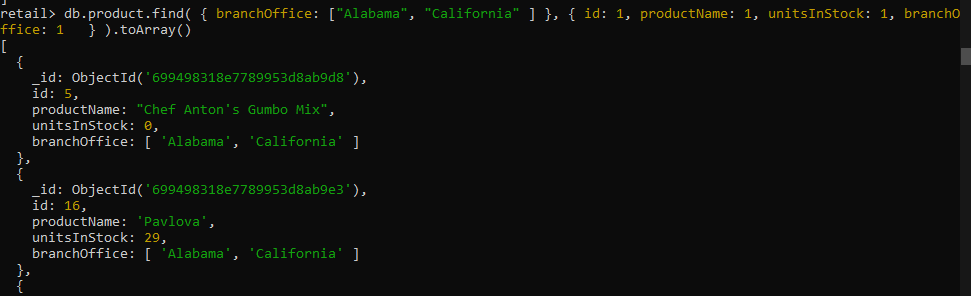 ]
retail> db.product.find( { branchOffice: ["Alabama", "California" ] }, { id: 1, productName: 1, unitsInStock: 1, branchO
ffice: 1   } ).toArray()
[
  {
    _id: ObjectId('699498318e7789953d8ab9d8'),
    id: 5,
    productName: "Chef Anton's Gumbo Mix",
    unitsInStock: 0,
    branchOffice: [ 'Alabama', 'California' ]
  },
  {
    _id: ObjectId('699498318e7789953d8ab9e3'),
    id: 16,
    productName: 'Pavlova',
    unitsInStock: 29,
    branchOffice: [ 'Alabama', 'California' ]
  },
  {